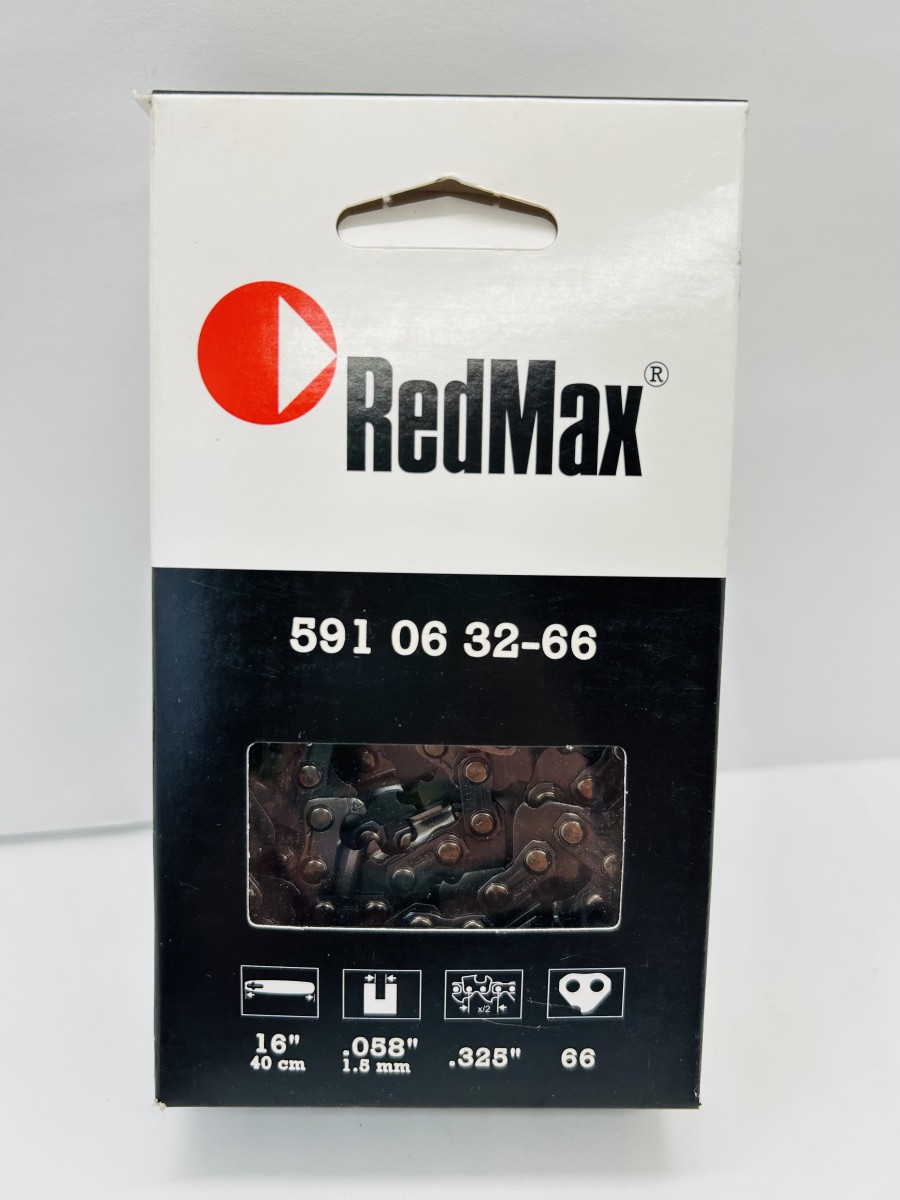 RedMax®
591 06 32-66
x/2
16"
40 cm
.058"
1.5 mm
.325"
66